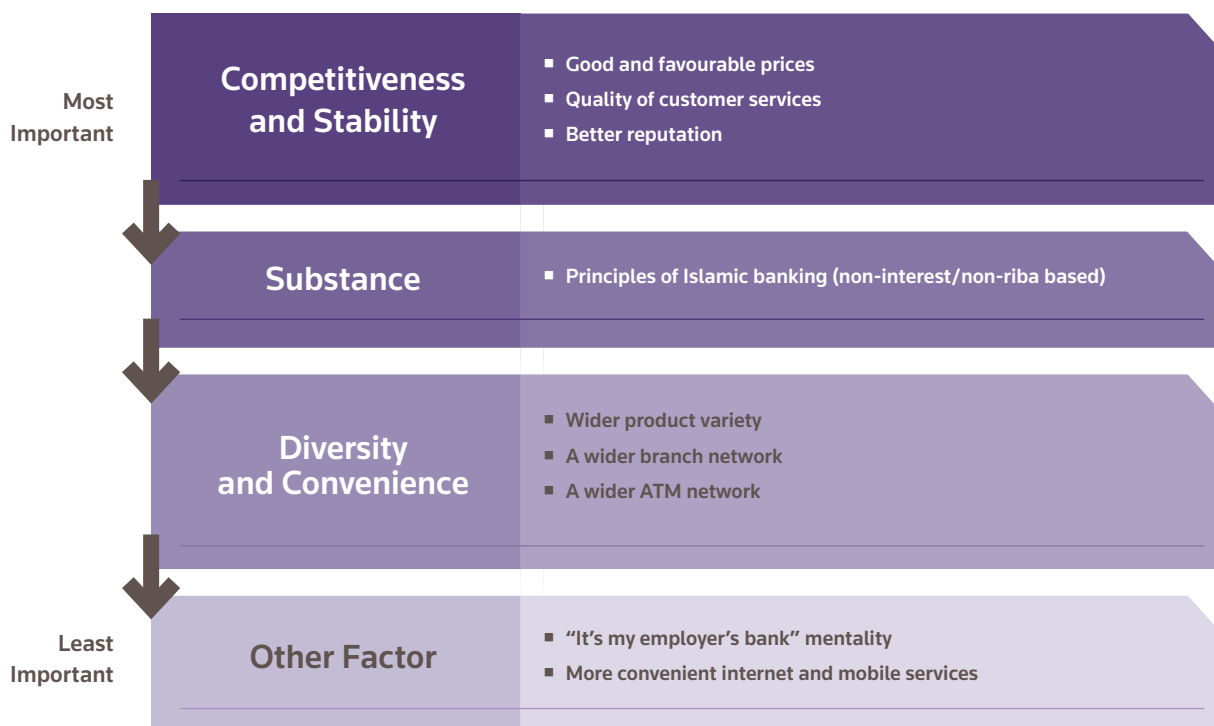 Most
Important
Competitiveness
and Stability
▪ Good and favourable prices
▪ Quality of customer services
▪ Better reputation
Substance
▪ Principles of Islamic banking (non-interest/non-riba based)
Diversity
and Convenience
▪ Wider product variety
▪ A wider branch network
▪ A wider ATM network
Least
Important
Other Factor
▪ “It’s my employer’s bank” mentality
▪ More convenient internet and mobile services